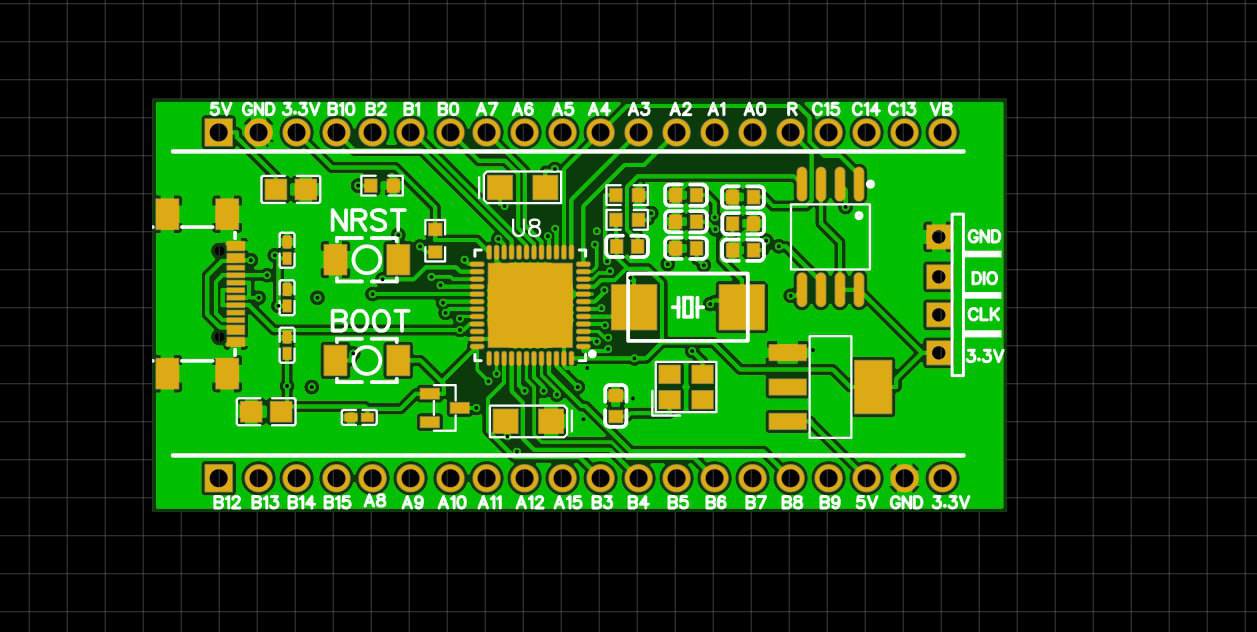 5V GND 3.3V B10 B2 B1 B0 A7 A6 A5 A4 A3 A2 A1 A0 R C15 C14 C13 VB
NRST
U8
GND
DIO
BOOT
CLK
3.3V
B12 B13 B14 B15 A8 A9 A10 A11 A12 A15 B3 B4 B5 B6 B7 B8 B9 5V GND 3.3V